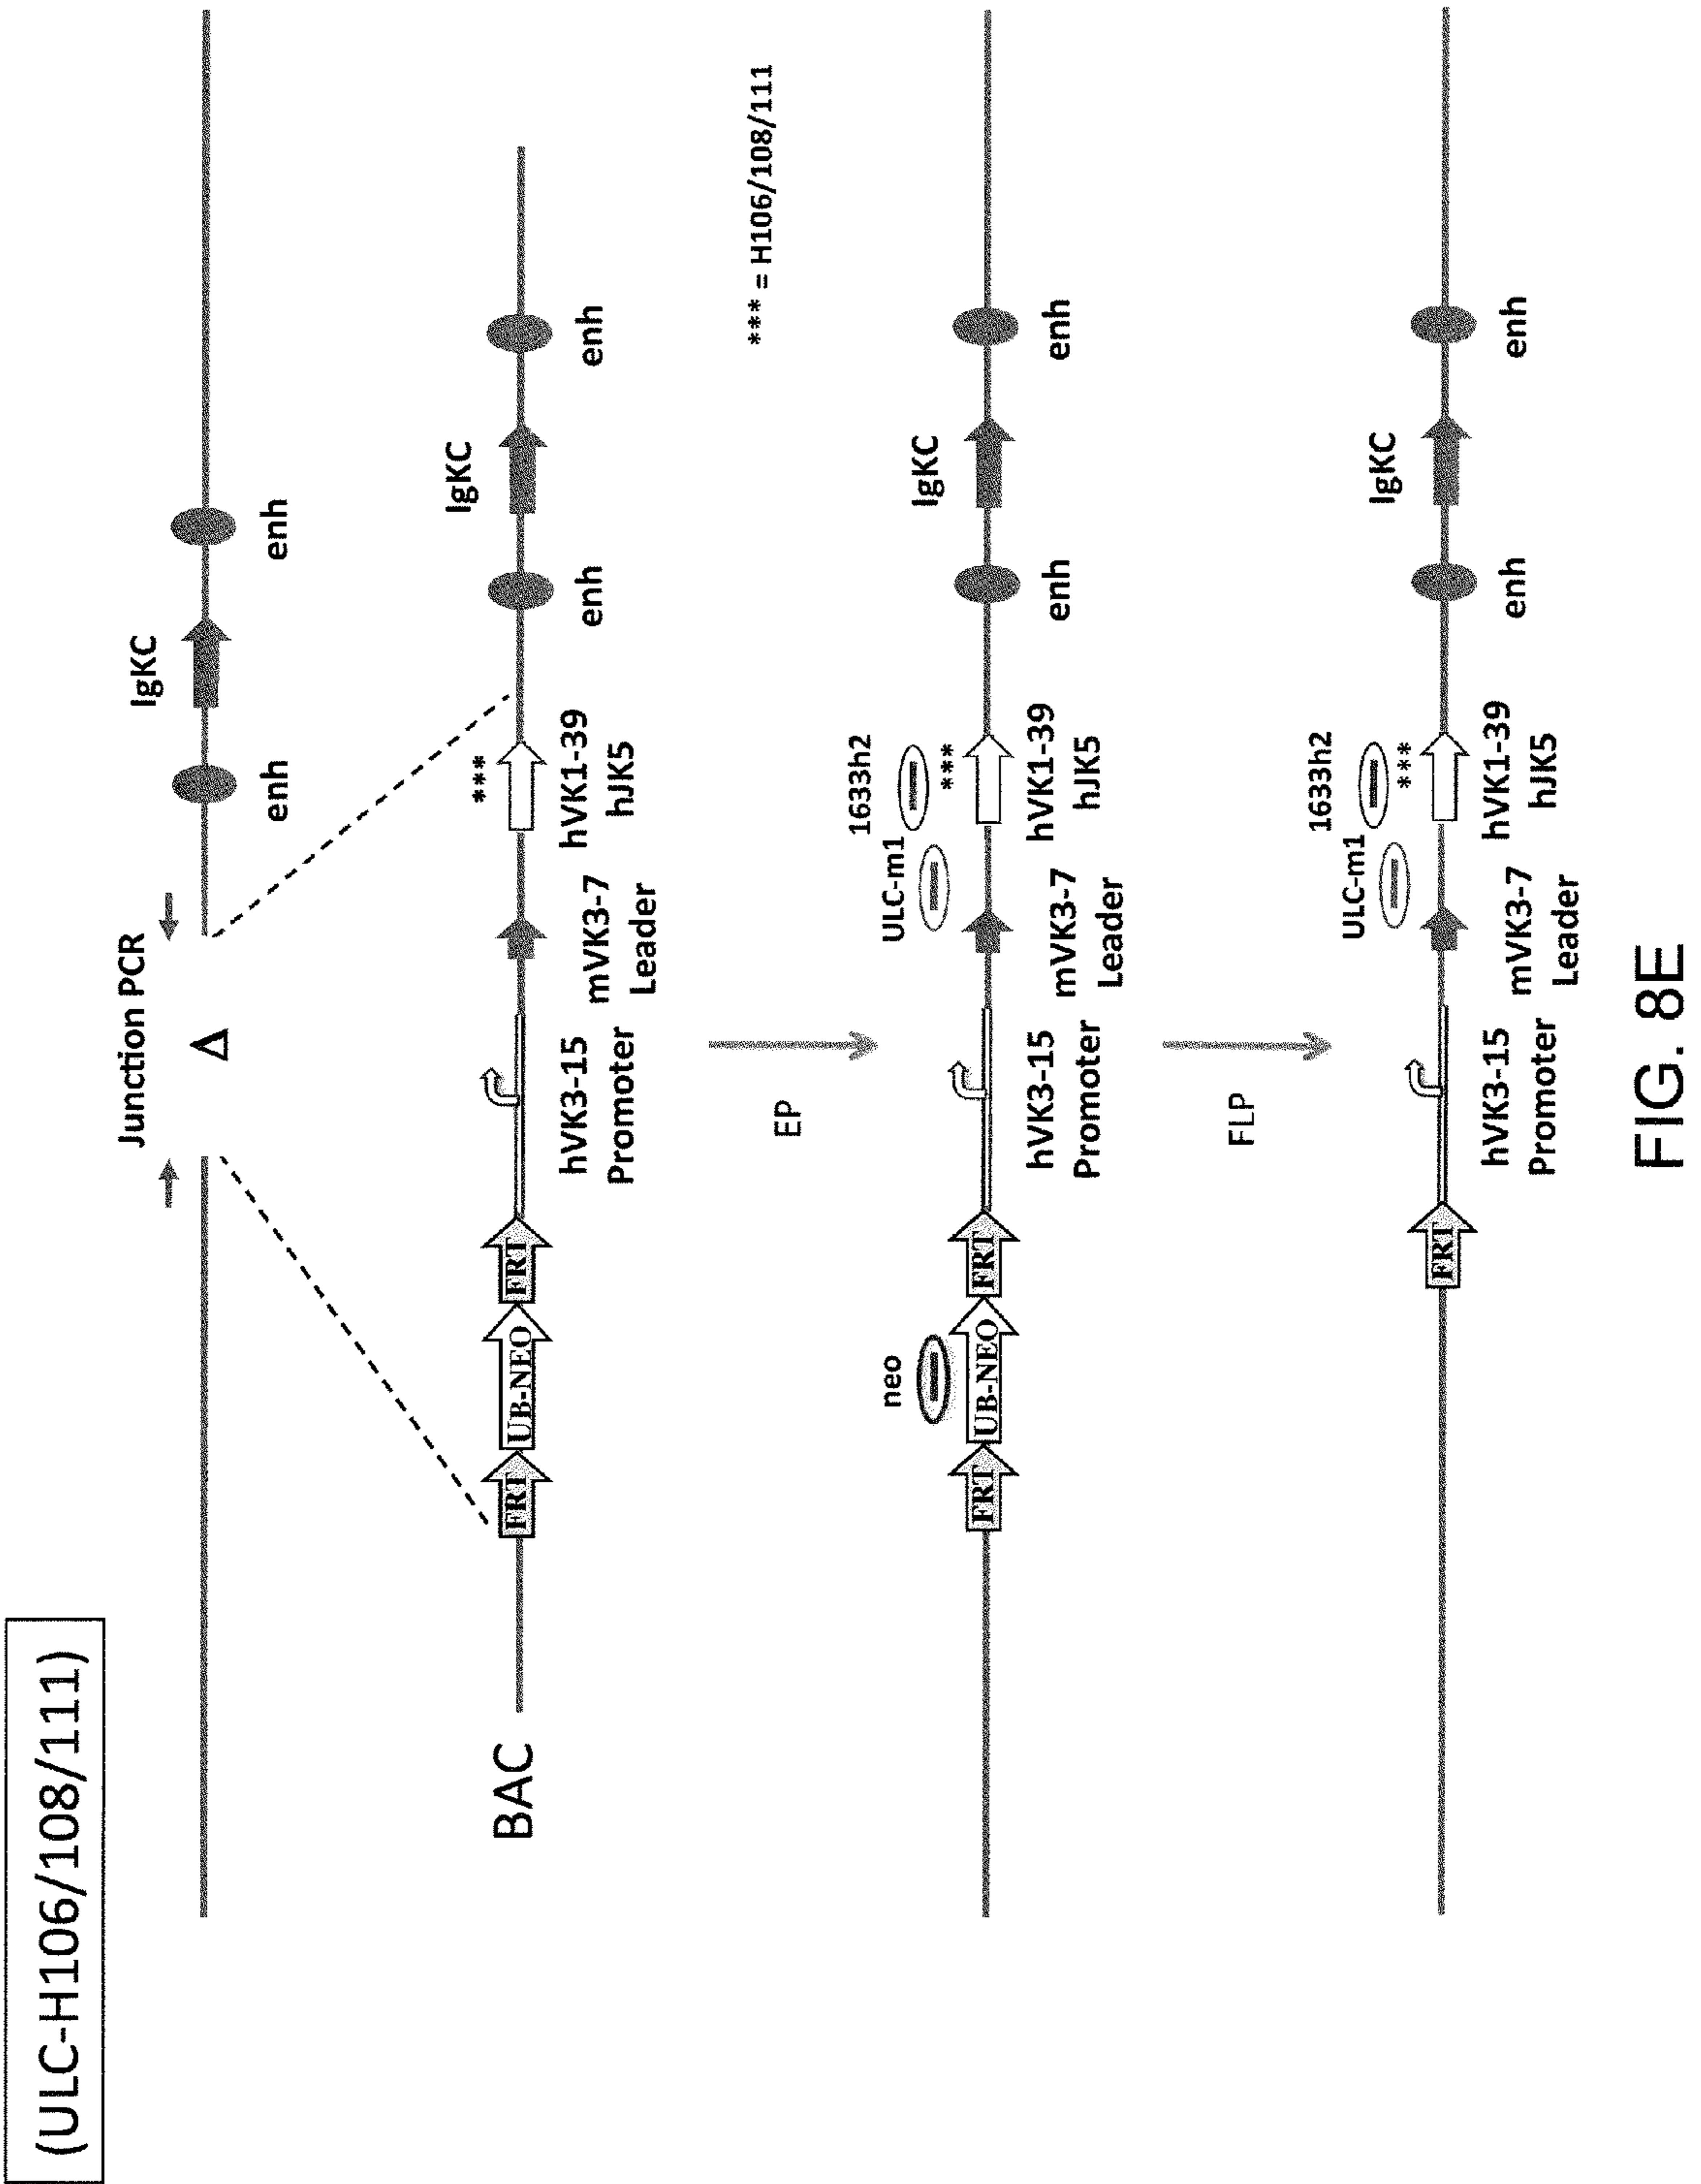 (ULC-H106/108/111)
Junction PCR
Δ
IgKC
enh
enh
BAC
FRT
UB-NEO
FRT
***
IgKC
hVK3-15
Promoter
mVK3-7
Leader
hVK1-39
hJK5
enh
enh
EP
*** = H106/108/111
neo
ULC-m1
1633h2
***
IgKC
FRT
UB-NEO
FRT
hVK3-15
Promoter
mVK3-7
Leader
hVK1-39
hJK5
enh
enh
FLP
ULC-m1
1633h2
***
IgKC
FRT
hVK3-15
Promoter
mVK3-7
Leader
hVK1-39
hJK5
enh
enh
FIG. 8E